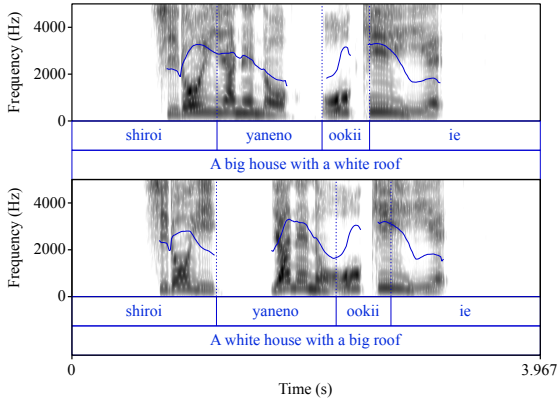 Frequency (Hz)
4000
2000
0
shiroi yaneno ookii ie
A big house with a white roof
Frequency (Hz)
4000
2000
0
shiroi yaneno ookii ie
A white house with a big roof
0 3.967
Time (s)